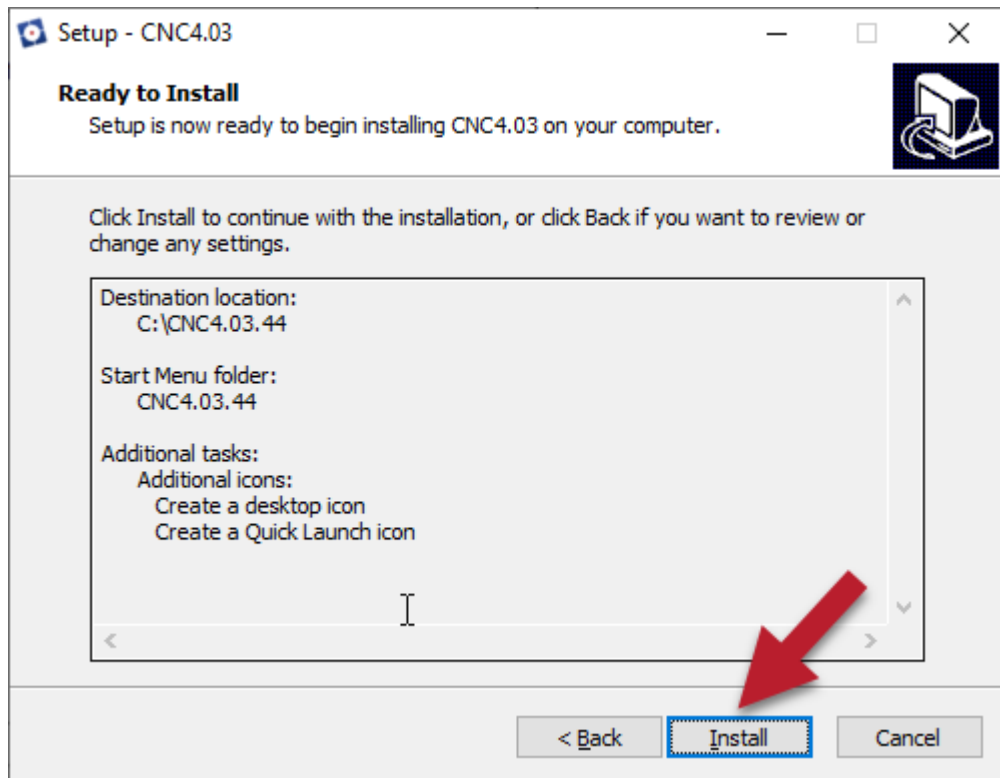 Setup - CNC4.03
Ready to Install
Setup is now ready to begin installing CNC4.03 on your computer.
Click Install to continue with the installation, or click Back if you want to review or
change any settings.
Destination location:
C:\CNC4.03.44
Start Menu folder:
CNC4.03.44
Additional tasks:
Additional icons:
Create a desktop icon
Create a Quick Launch icon
< Back
Install
Cancel